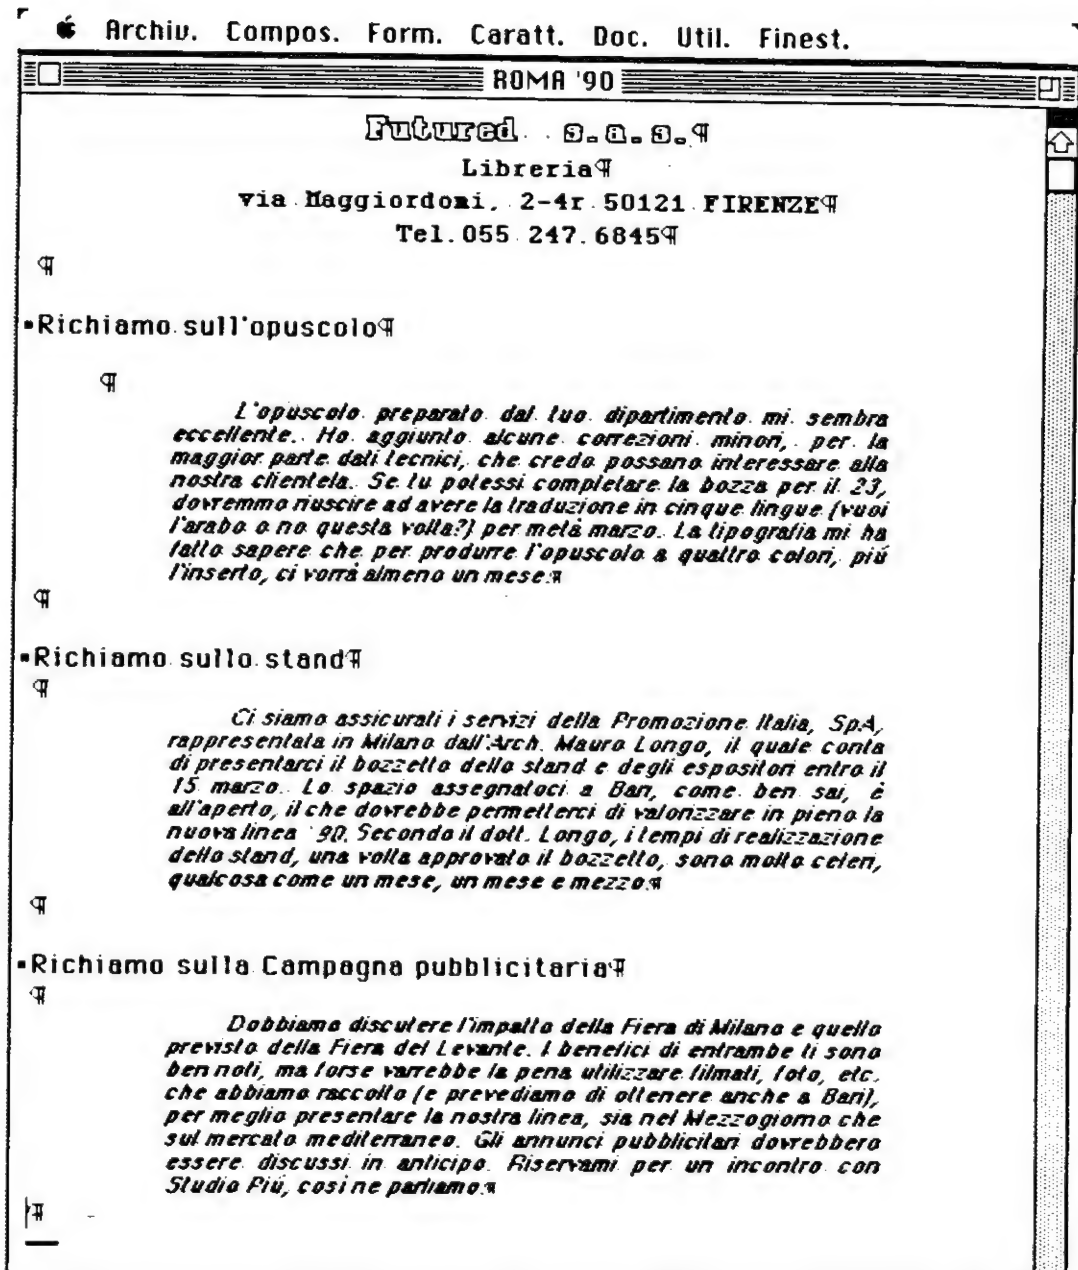 Archiv. Compos. Form. Caratt. Doc. Util. Finest.
ROMA '90
Futured s.a.s.¶
Libreria¶
via Maggiordomi, 2-4r 50121 FIRENZE¶
Tel. 055 247.6845¶
¶
▪Richiamo sull'opuscolo¶
¶
L'opuscolo preparato dal tuo dipartimento mi sembra
eccellente. Ho aggiunto alcune correzioni minori, per la
maggior parte dati tecnici, che credo possano interessare alla
nostra clientela. Se tu potessi completare la bozza per il 23,
dovremmo riuscire ad avere la traduzione in cinque lingue (vuoi
l'arabo o no questa volta?) per metà marzo. La tipografia mi ha
fatto sapere che per produrre l'opuscolo a quattro colori, piú
l'inserto, ci vorrà almeno un mese.¶
¶
▪Richiamo sullo stand¶
¶
Ci siamo assicurati i servizi della Promozione Italia, SpA,
rappresentata in Milano dall'Arch. Mauro Longo, il quale conta
di presentarci il bozzetto dello stand e degli espositori entro il
15 marzo. Lo spazio assegnatoci a Bari, come ben sai, è
all'aperto, il che dovrebbe permetterci di valorizzare in pieno la
nuova linea '90. Secondo il dott. Longo, i tempi di realizzazione
dello stand, una volta approvato il bozzetto, sono molto celeri,
qualcosa come un mese, un mese e mezzo.¶
¶
▪Richiamo sulla Campagna pubblicitaria¶
¶
Dobbiamo discutere l'impatto della Fiera di Milano e quello
previsto della Fiera del Levante. I benefici di entrambe ti sono
ben noti, ma forse varrebbe la pena utilizzare filmati, foto, etc.
che abbiamo raccolto (e prevediamo di ottenere anche a Bari),
per meglio presentare la nostra linea, sia nel Mezzogiorno che
sul mercato mediterraneo. Gli annunci pubblicitari dovrebbero
essere discussi in anticipo. Riservami per un incontro con
Studio Piú, cosi ne parliamo.¶
¶